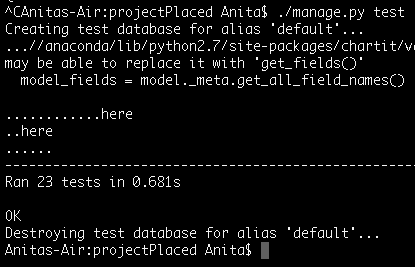 ^CAnitas-Air:projectPlaced Anita$ ./manage.py test
Creating test database for alias 'default'...
...//anaconda/lib/python2.7/site-packages/chartit/v
may be able to replace it with 'get_fields()'
model_fields = model._meta.get_all_field_names()
............here
..here
......
----------------------------------------------------------------------
Ran 23 tests in 0.681s
OK
Destroying test database for alias 'default'...
Anitas-Air:projectPlaced Anita$